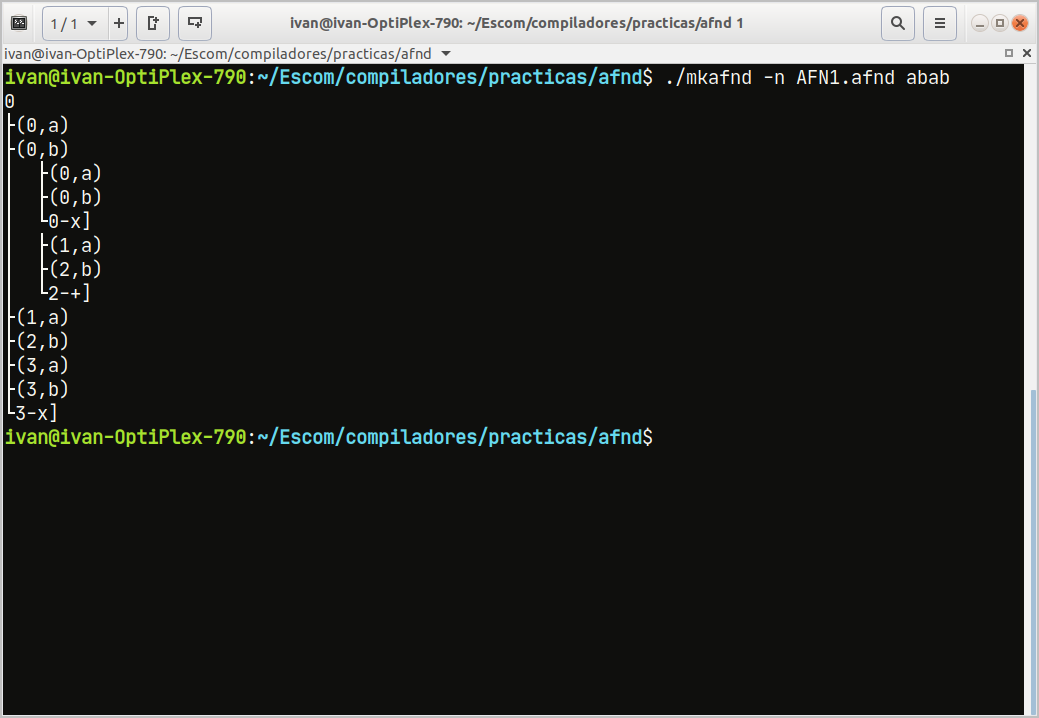 1 / 1
ivan@ivan-OptiPlex-790: ~/Escom/compiladores/practicas/afnd 1
ivan@ivan-OptiPlex-790: ~/Escom/compiladores/practicas/afnd
ivan@ivan-OptiPlex-790:~/Escom/compiladores/practicas/afnd$ ./mkafnd -n AFN1.afnd abab
0
├(0,a)
├(0,b)
│  ├(0,a)
│  ├(0,b)
│  └0-x]
│  ├(1,a)
│  ├(2,b)
│  └2-+]
├(1,a)
├(2,b)
├(3,a)
├(3,b)
└3-x]
ivan@ivan-OptiPlex-790:~/Escom/compiladores/practicas/afnd$